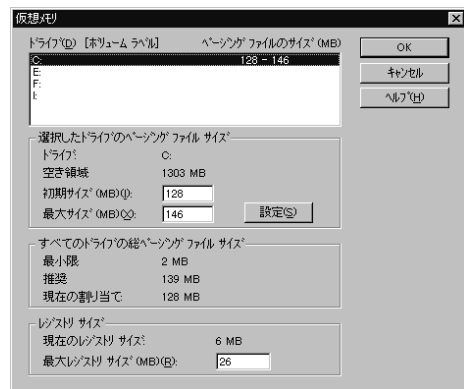 仮想ﾒﾓﾘ
ﾄﾞﾗｲﾌﾞ(D) [ﾎﾞﾘｭｰﾑ ﾗﾍﾞﾙ] ﾍﾟｰｼﾞﾝｸﾞ ﾌｧｲﾙのｻｲｽﾞ (MB)
OK
C: 128 - 146
E:
F:
I:
ｷｬﾝｾﾙ
ﾍﾙﾌﾟ(H)
選択したﾄﾞﾗｲﾌﾞのﾍﾟｰｼﾞﾝｸﾞ ﾌｧｲﾙ ｻｲｽﾞ
ﾄﾞﾗｲﾌﾞ: C:
空き領域 1303 MB
初期ｻｲｽﾞ (MB)(I): 128
最大ｻｲｽﾞ (MB)(X): 146 設定(S)
すべてのﾄﾞﾗｲﾌﾞの総ﾍﾟｰｼﾞﾝｸﾞ ﾌｧｲﾙ ｻｲｽﾞ
最小限 2 MB
推奨 139 MB
現在の割り当て: 128 MB
ﾚｼﾞｽﾄﾘ ｻｲｽﾞ
現在のﾚｼﾞｽﾄﾘ ｻｲｽﾞ: 6 MB
最大ﾚｼﾞｽﾄﾘ ｻｲｽﾞ (MB)(R): 26